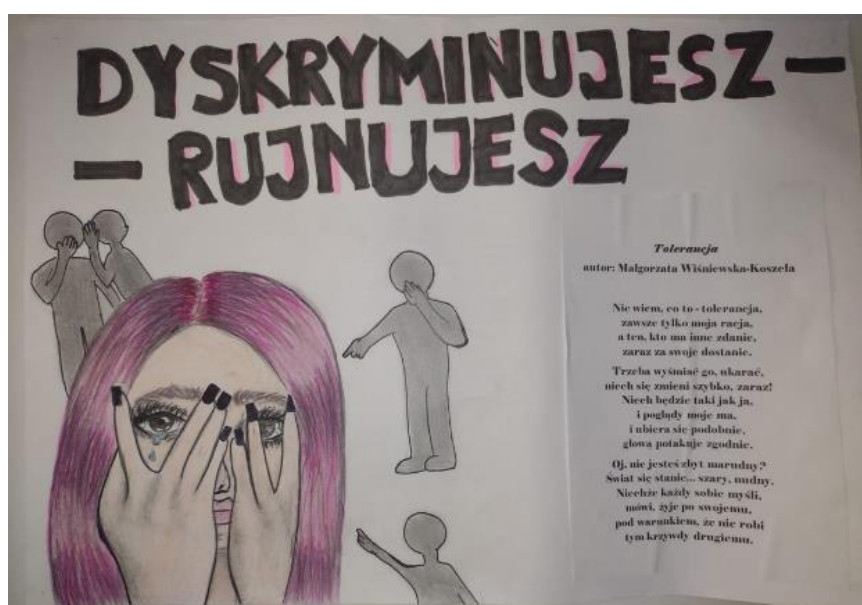 DYSKRYMINUJESZ–
– RUJNUJESZ
Tolerancja
autor: Małgorzata Wiśniewska-Koszela
Nie wiem, co to - tolerancja,
zawsze tylko moja racja,
a ten, kto ma inne zdanie,
zaraz za swoje dostanie.
Trzeba wyśmiać go, ukarać,
niech się zmieni szybko, zaraz!
Niech będzie taki jak ja,
i poglądy moje ma,
i ubiera się podobnie,
głową potakuje zgodnie.
Oj, nie jesteś zbyt marudny?
Świat się stanie... szary, nudny.
Niechże każdy sobie myśli,
mówi, żyje po swojemu,
pod warunkiem, że nie robi
tym krzywdy drugiemu.